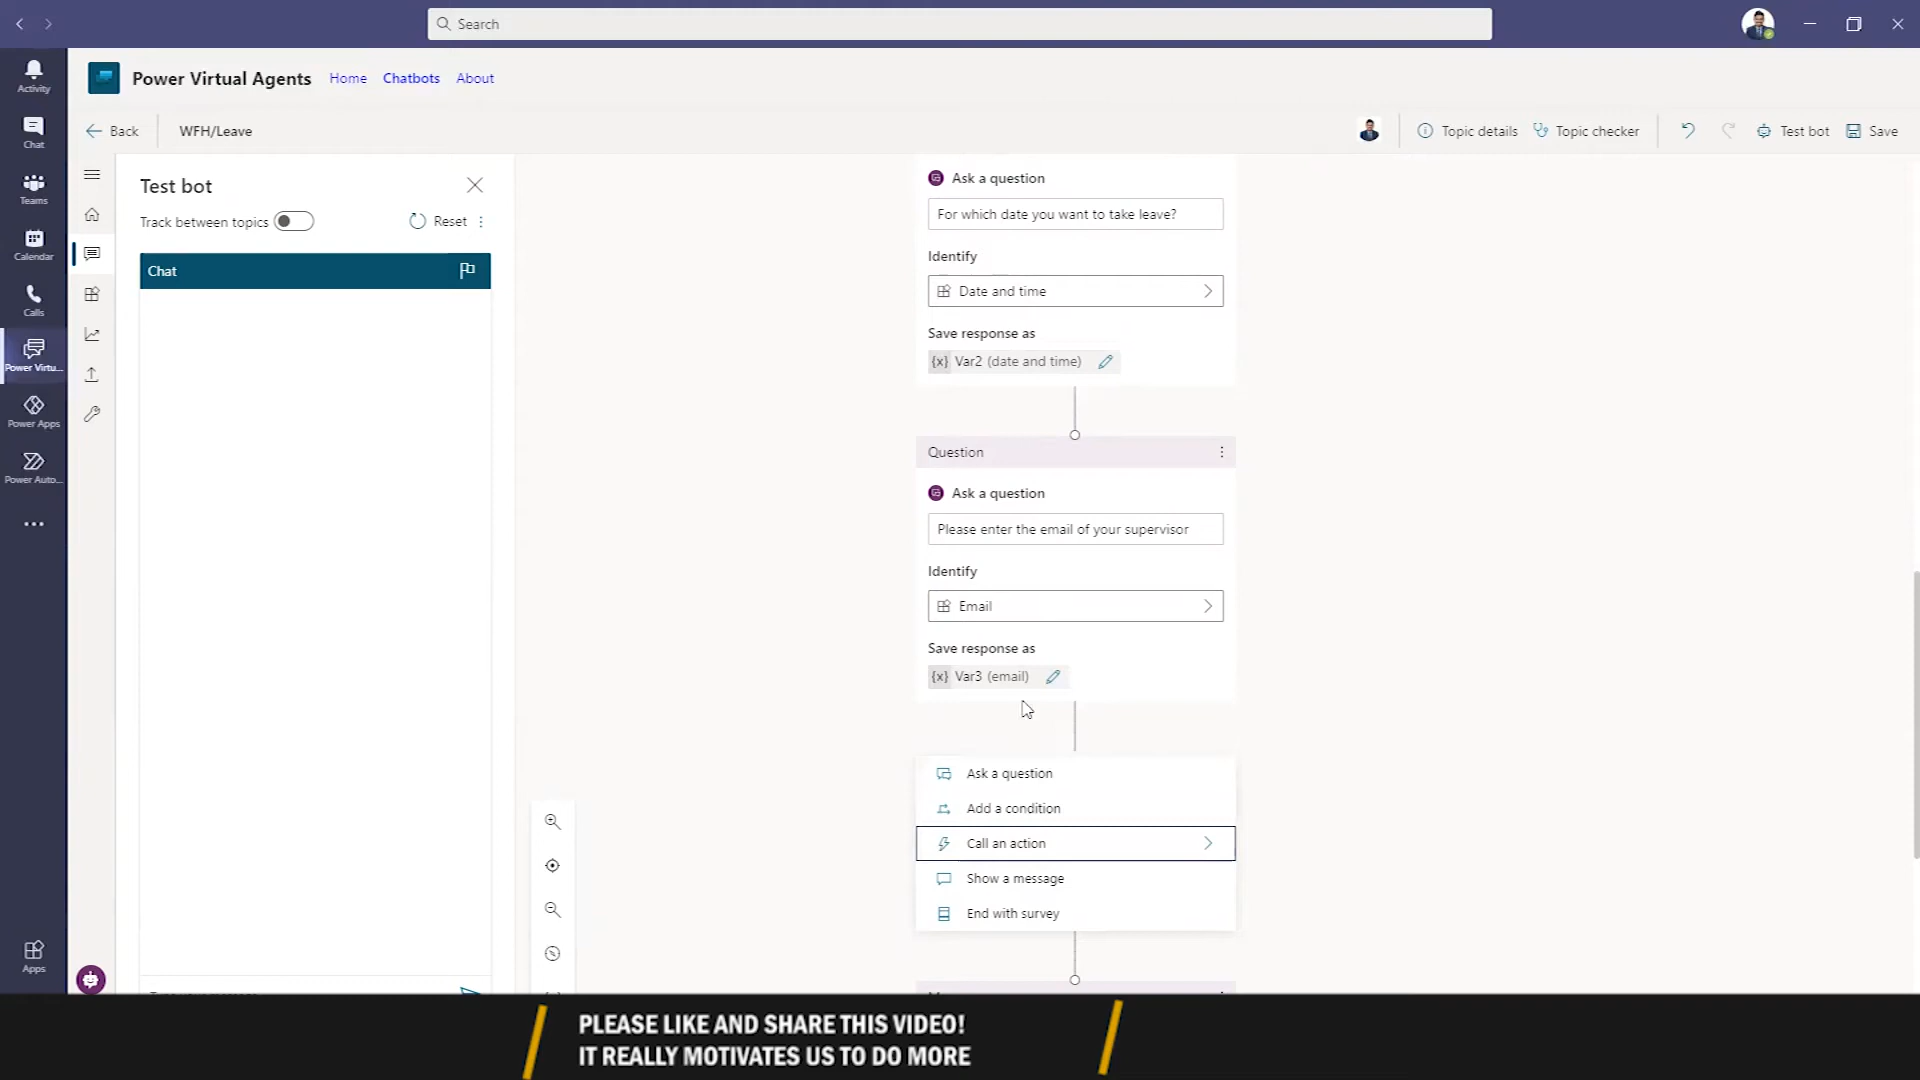 Search
Activity
Chat
Teams
Calendar
Calls
Power Virtu...
Power Apps
Power Auto...
Apps
Power Virtual Agents
Home
Chatbots
About
Back
WFH/Leave
Topic details
Topic checker
Test bot
Save
Test bot
Track between topics
Reset
Chat
Ask a question
For which date you want to take leave?
Identify
Date and time
Save response as
{x} Var2 (date and time)
Question
Ask a question
Please enter the email of your supervisor
Identify
Email
Save response as
{x} Var3 (email)
Ask a question
Add a condition
Call an action
Show a message
End with survey
PLEASE LIKE AND SHARE THIS VIDEO!
IT REALLY MOTIVATES US TO DO MORE